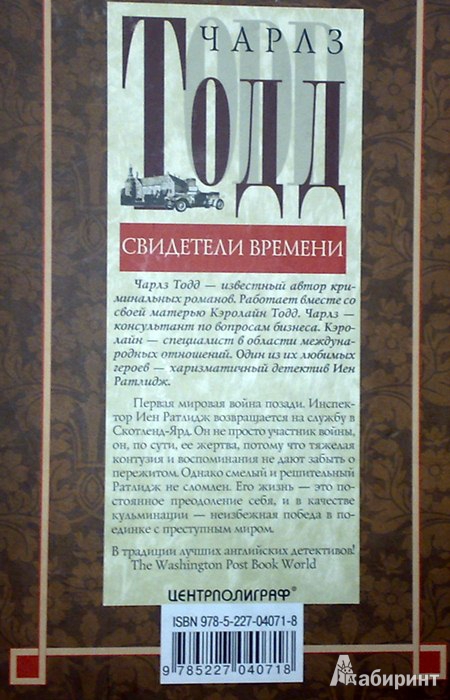 ЧАРЛЗ
ТОДД
СВИДЕТЕЛИ ВРЕМЕНИ
Чарлз Тодд — известный автор кри-
минальных романов. Работает вместе со
своей матерью Кэролайн Тодд. Чарлз —
консультант по вопросам бизнеса. Кэро-
лайн — специалист в области междуна-
родных отношений. Один из их любимых
героев — харизматичный детектив Иен
Ратлидж.
Первая мировая война позади. Инспек-
тор Иен Ратлидж возвращается на службу в
Скотленд-Ярд. Он не просто участник войны,
он, по сути, ее жертва, потому что тяжелая
контузия и воспоминания не дают забыть о
пережитом. Однако смелый и решительный
Ратлидж не сломлен. Его жизнь — это по-
стоянное преодоление себя, и в качестве
кульминации — неизбежная победа в по-
единке с преступным миром.
В традиции лучших английских детективов!
The Washington Post Book World
ЦЕНТРПОЛИГРАФ®
ISBN 978-5-227-04071-8
9 785227 040718
Лабиринт